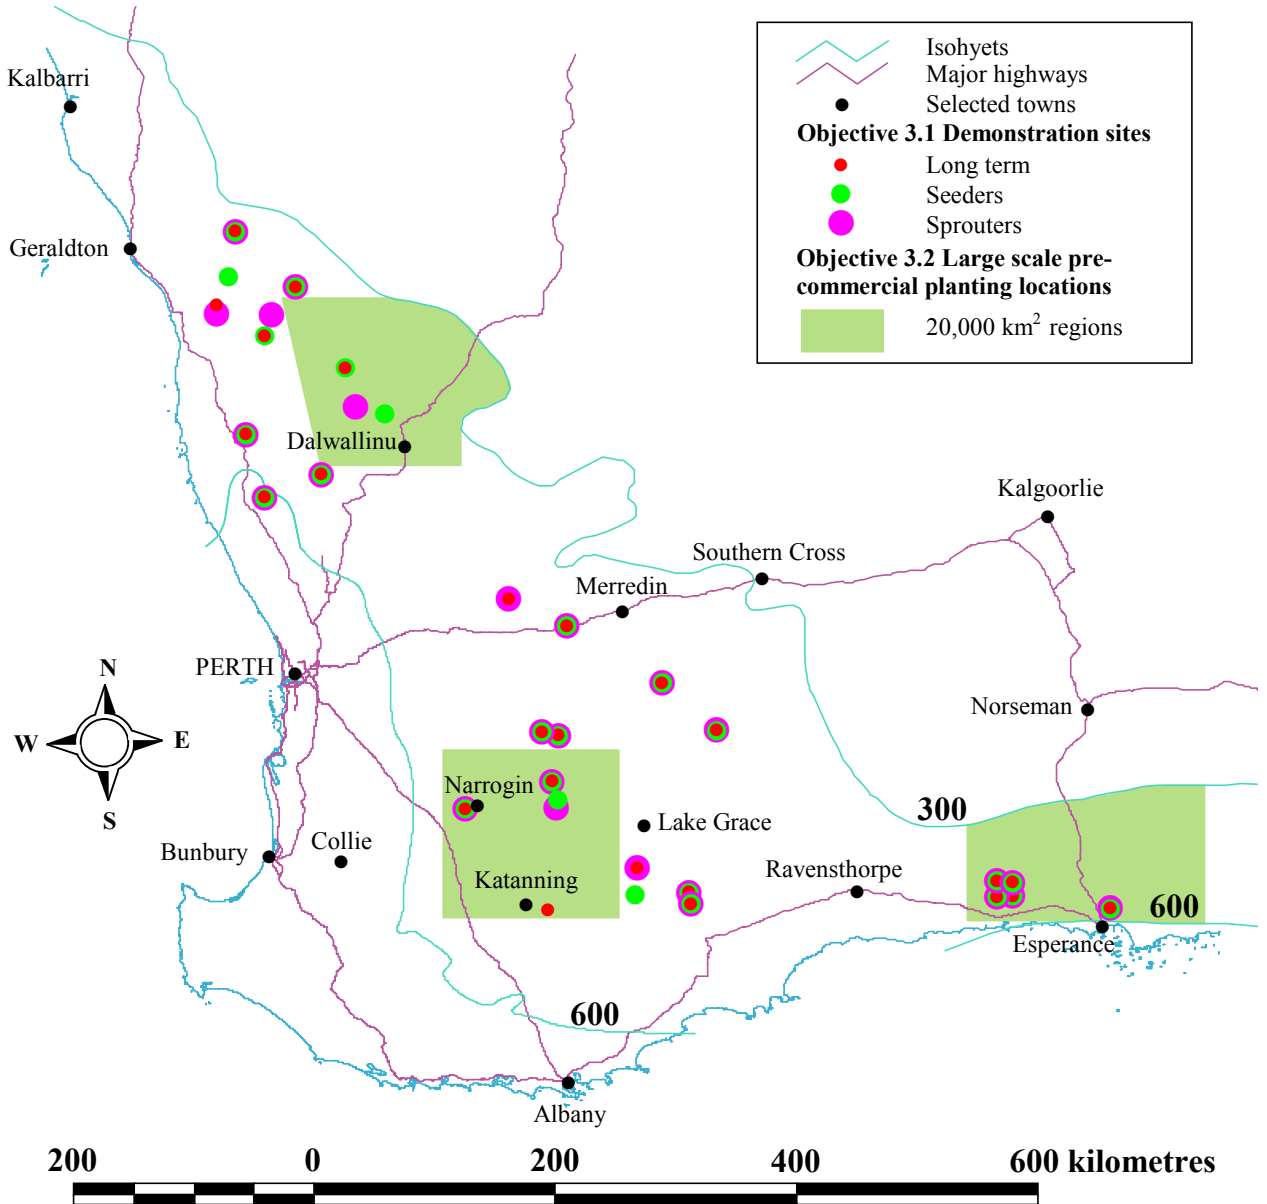 Isohyets
Major highways
Selected towns
Objective 3.1 Demonstration sites
Long term
Seeders
Sprouters
Objective 3.2 Large scale pre-
commercial planting locations
20,000 km² regions
Kalbarri
Geraldton
Dalwallinu
Kalgoorlie
Southern Cross
Merredin
PERTH
N
W
E
S
Norseman
Narrogin
300
Lake Grace
Collie
Bunbury
Ravensthorpe
Katanning
600
Esperance
600
Albany
200 0 200 400 600 kilometres